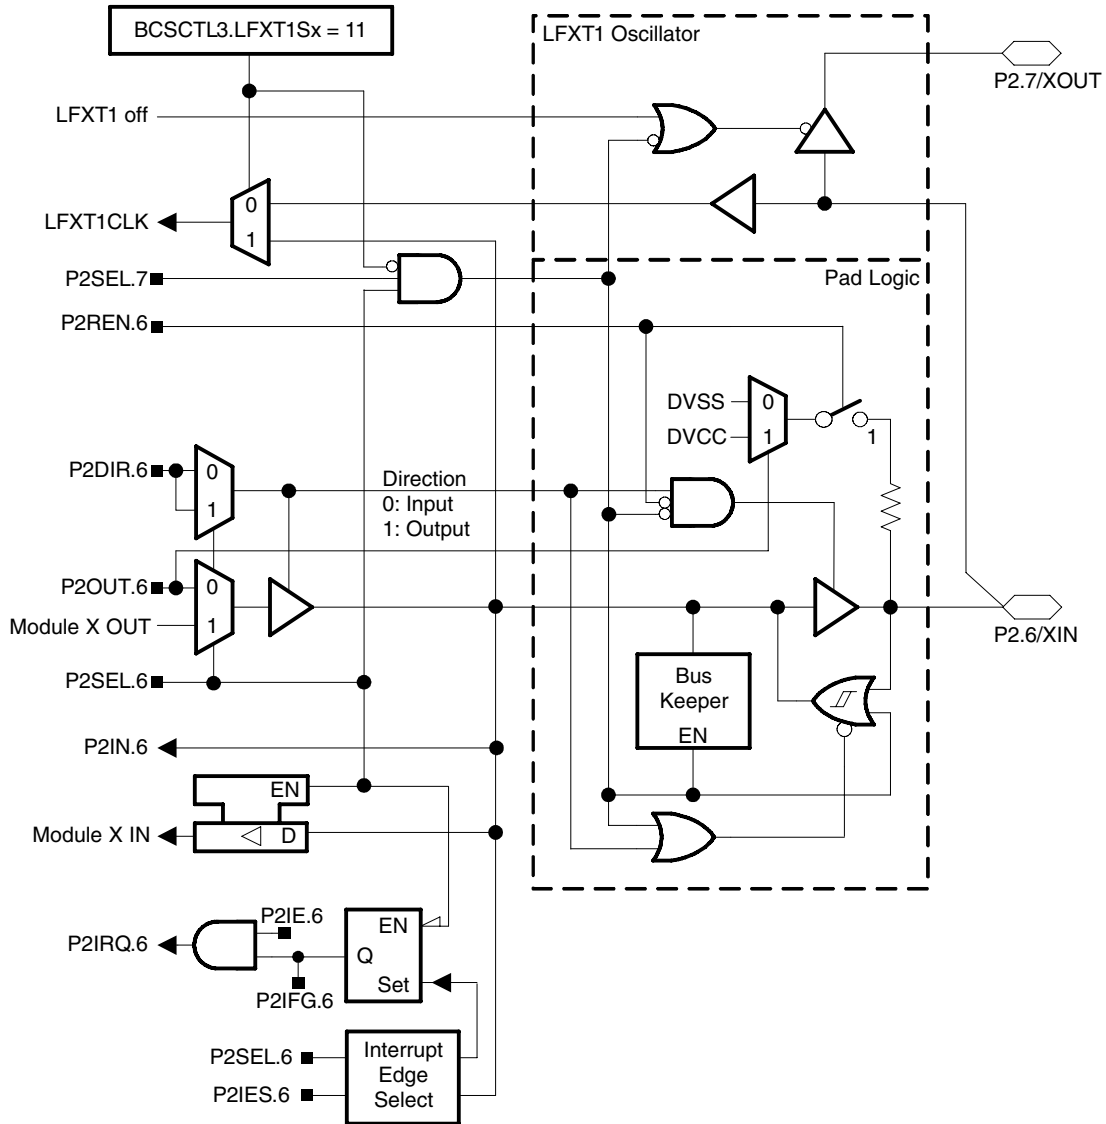 BCSCTL3.LFXT1Sx = 11
LFXT1 Oscillator
P2.7/XOUT
LFXT1 off
0
LFXT1CLK
1
P2SEL.7
Pad Logic
P2REN.6
DVSS
0
DVCC
1
1
P2DIR.6
0
1
Direction
0: Input
1: Output
P2OUT.6
0
Module X OUT
1
P2.6/XIN
P2SEL.6
Bus
Keeper
EN
P2IN.6
EN
Module X IN
D
P2IE.6
EN
P2IRQ.6
Q
Set
P2IFG.6
P2SEL.6
P2IES.6
Interrupt
Edge
Select